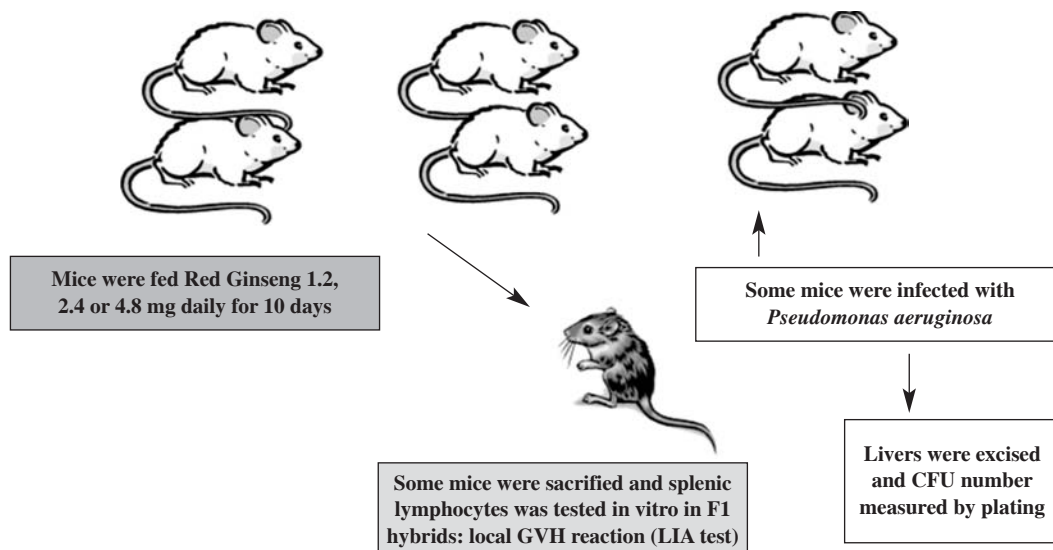 Mice were fed Red Ginseng 1.2,
2.4 or 4.8 mg daily for 10 days
Some mice were infected with
Pseudomonas aeruginosa
Some mice were sacrified and splenic
lymphocytes was tested in vitro in F1
hybrids: local GVH reaction (LIA test)
Livers were excised
and CFU number
measured by plating